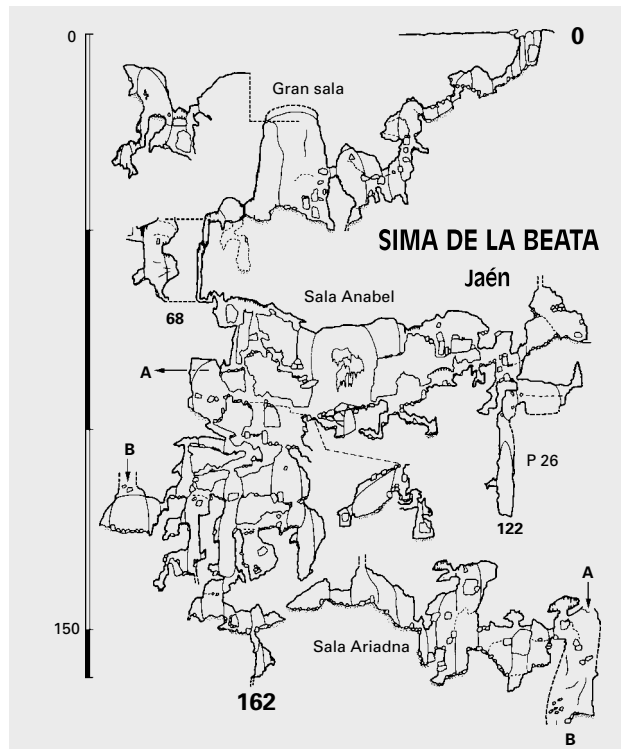 0
0
Gran sala
SIMA DE LA BEATA
Jaén
Sala Anabel
68
A
B
P 26
122
A
150
Sala Ariadna
162
B